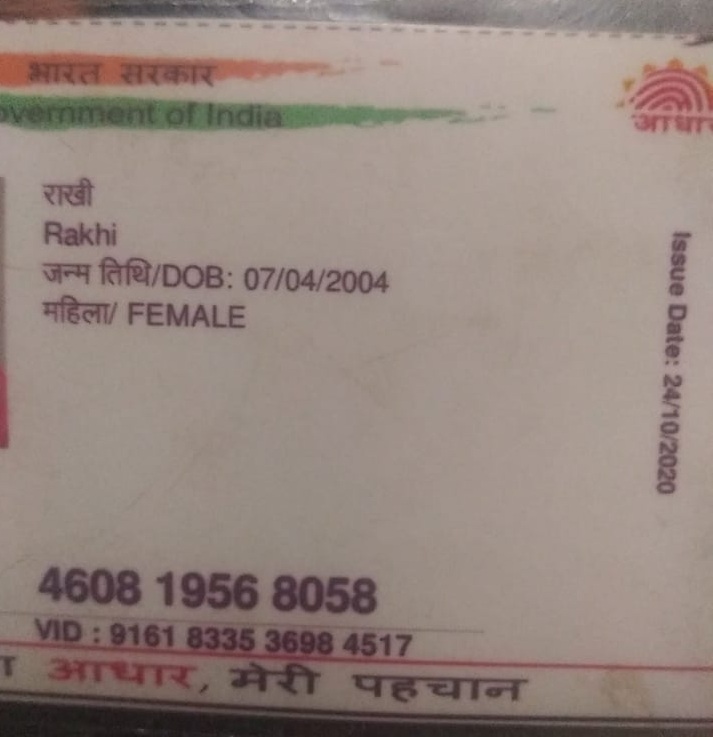 भारत सरकार
overnment of India
आधार
राखी
Rakhi
जन्म तिथि/DOB: 07/04/2004
महिला/ FEMALE
Issue Date: 24/10/2020
4608 1956 8058
VID : 9161 8335 3698 4517
आधार, मेरी पहचान